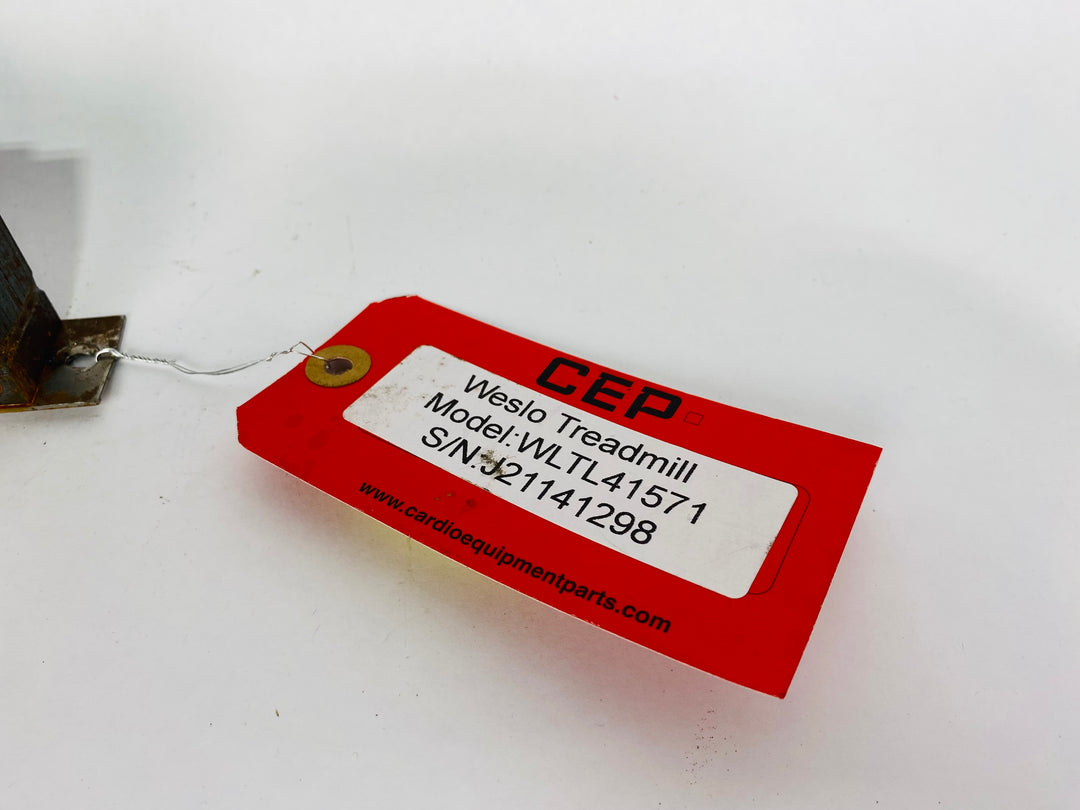 CEP
Weslo Treadmill
Model:WLTL41571
S/N:J21141298
www.cardioequipmentparts.com